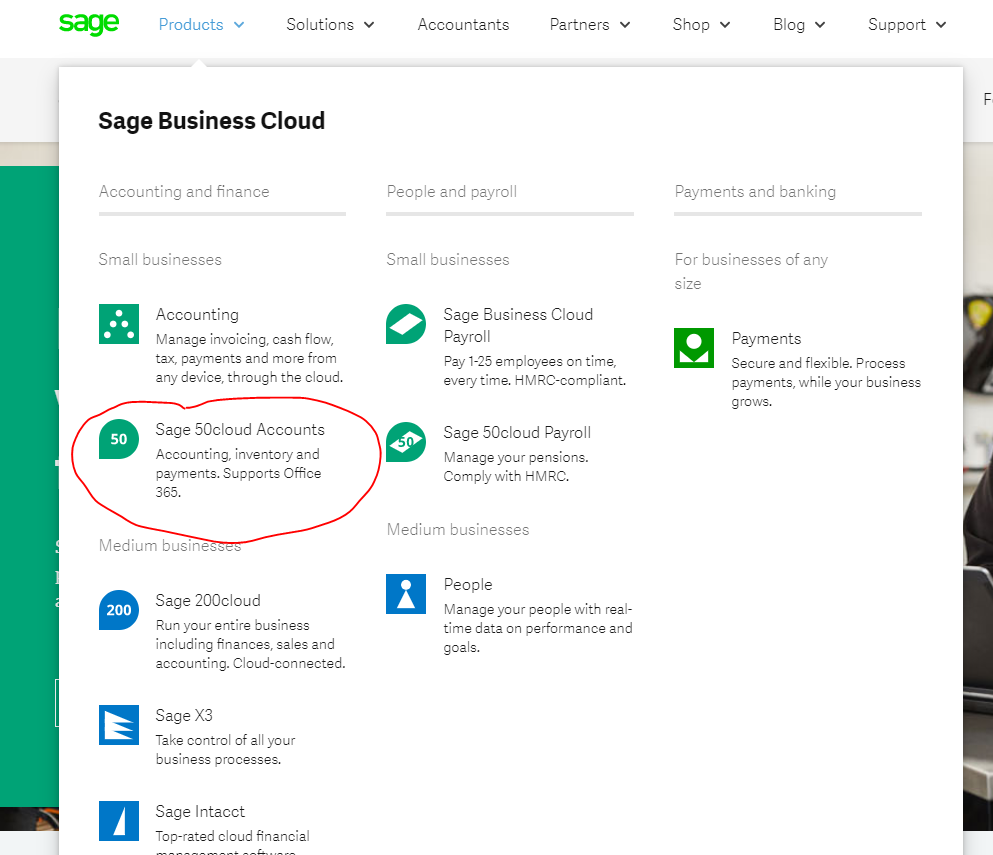 sage
Products
Solutions
Accountants
Partners
Shop
Blog
Support
Sage Business Cloud
Accounting and finance
Small businesses
Accounting
Manage invoicing, cash flow,
tax, payments and more from
any device, through the cloud.
50
Sage 50cloud Accounts
Accounting, inventory and
payments. Supports Office
365.
Medium businesses
200
Sage 200cloud
Run your entire business
including finances, sales and
accounting. Cloud-connected.
Sage X3
Take control of all your
business processes.
Sage Intacct
Top-rated cloud financial
management software
People and payroll
Small businesses
Sage Business Cloud
Payroll
Pay 1-25 employees on time,
every time. HMRC-compliant.
50
Sage 50cloud Payroll
Manage your pensions.
Comply with HMRC.
Medium businesses
People
Manage your people with real-
time data on performance and
goals.
Payments and banking
For businesses of any
size
Payments
Secure and flexible. Process
payments, while your business
grows.